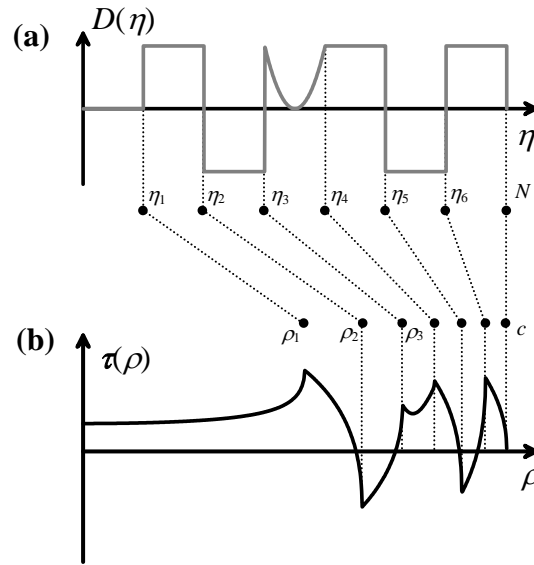 (a) D(η)
η
η₁ η₂ η₃ η₄ η₅ η₆ N
ρ₁ ρ₂ ρ₃ c
(b) τ(ρ)
ρ